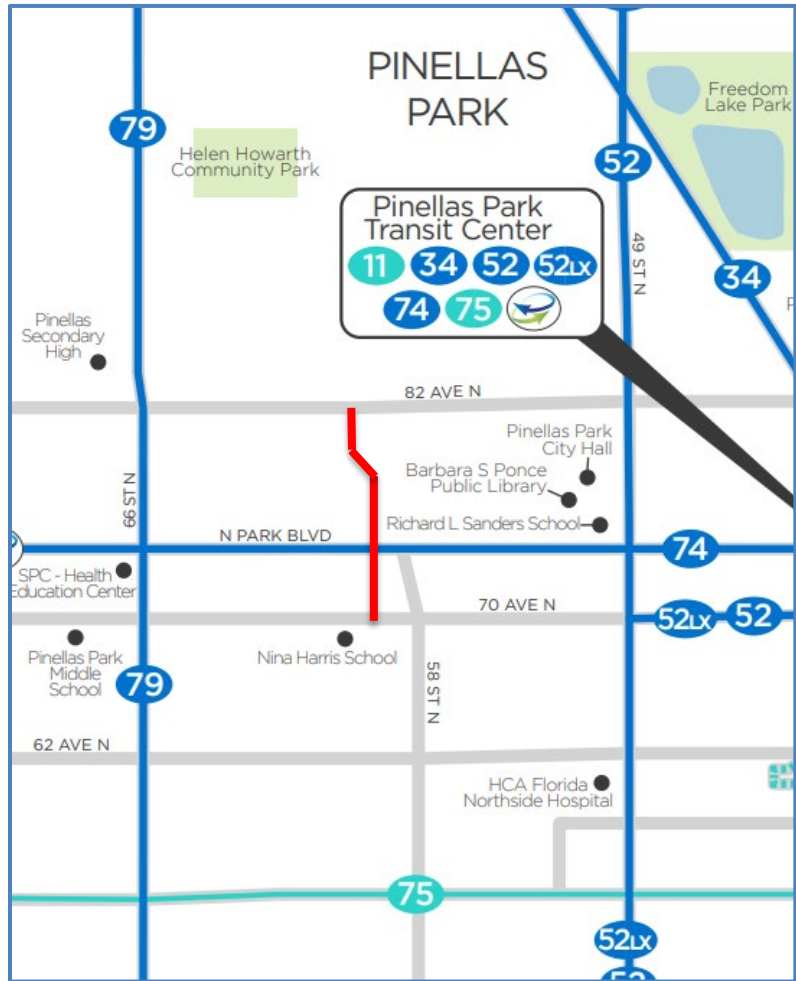 PINELLAS
PARK
Freedom
Lake Park
79
Helen Howarth
Community Park
52
Pinellas Park
Transit Center
11 34 52 52LX
74 75
49 ST N
34
Pinellas
Secondary
High
82 AVE N
Pinellas Park
City Hall
Barbara S Ponce
Public Library
Richard L Sanders School
66 ST N
N PARK BLVD
74
SPC - Health
Education Center
70 AVE N
52LX 52
Pinellas Park
Middle
School
79
Nina Harris School
58 ST N
62 AVE N
HCA Florida
Northside Hospital
75
52LX
52